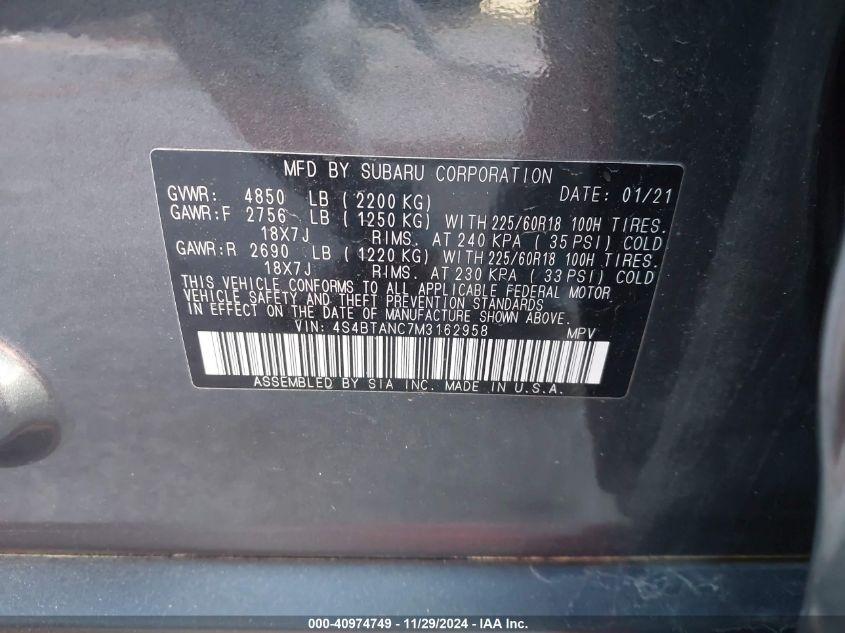 MFD BY SUBARU CORPORATION
GVWR: 4850 LB (2200 KG) DATE: 01/21
GAWR:F 2756 LB (1250 KG) WITH 225/60R18 100H TIRES.
18X7J RIMS. AT 240 KPA (35 PSI) COLD
GAWR:R 2690 LB (1220 KG) WITH 225/60R18 100H TIRES.
18X7J RIMS. AT 230 KPA (33 PSI) COLD
THIS VEHICLE CONFORMS TO ALL APPLICABLE FEDERAL MOTOR
VEHICLE SAFETY AND THEFT PREVENTION STANDARDS
IN EFFECT ON THE DATE OF MANUFACTURE SHOWN ABOVE.
VIN: 4S4BTANC7M3162958 MPV
ASSEMBLED BY SIA INC. MADE IN U.S.A.
000-40974749 - 11/29/2024 - IAA Inc.